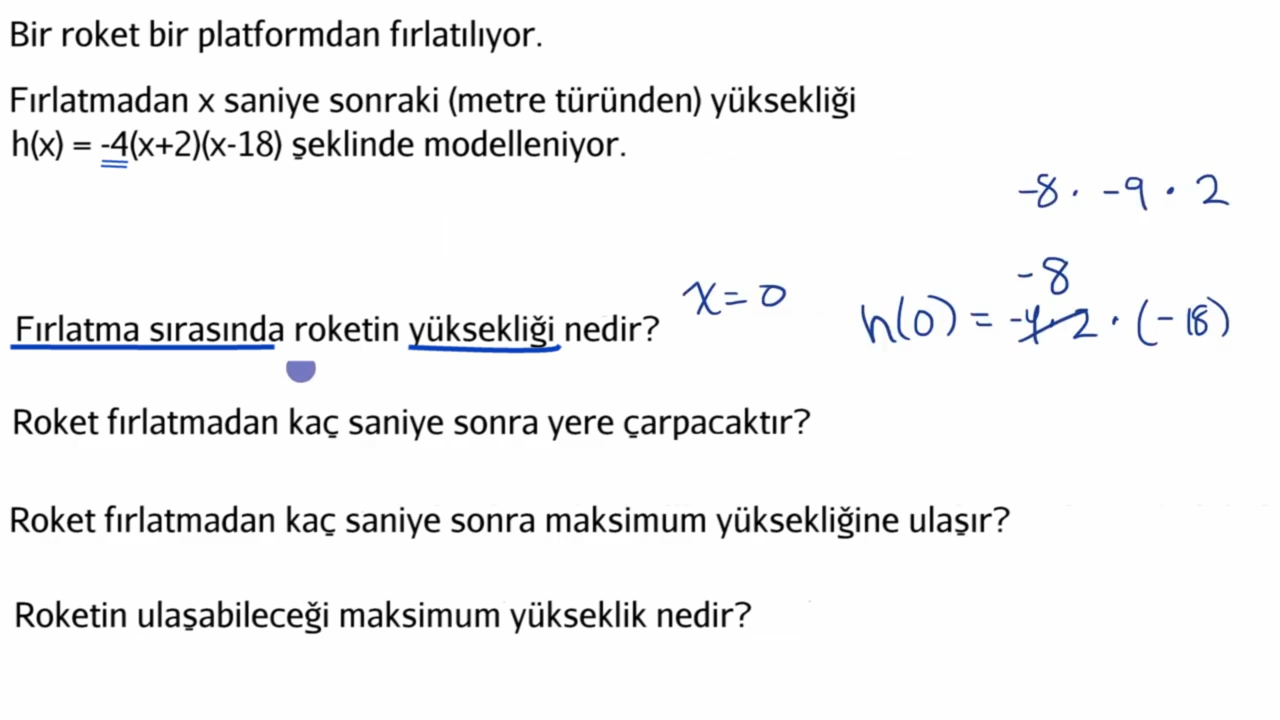 Bir roket bir platformdan fırlatılıyor.
Fırlatmadan x saniye sonraki (metre türünden) yüksekliği
h(x) = -4(x+2)(x-18) şeklinde modelleniyor.
-8 · -9 · 2
-8
Fırlatma sırasında roketin yüksekliği nedir? x=0 h(0) = -4·2 · (-18)
Roket fırlatmadan kaç saniye sonra yere çarpacaktır?
Roket fırlatmadan kaç saniye sonra maksimum yüksekliğine ulaşır?
Roketin ulaşabileceği maksimum yükseklik nedir?